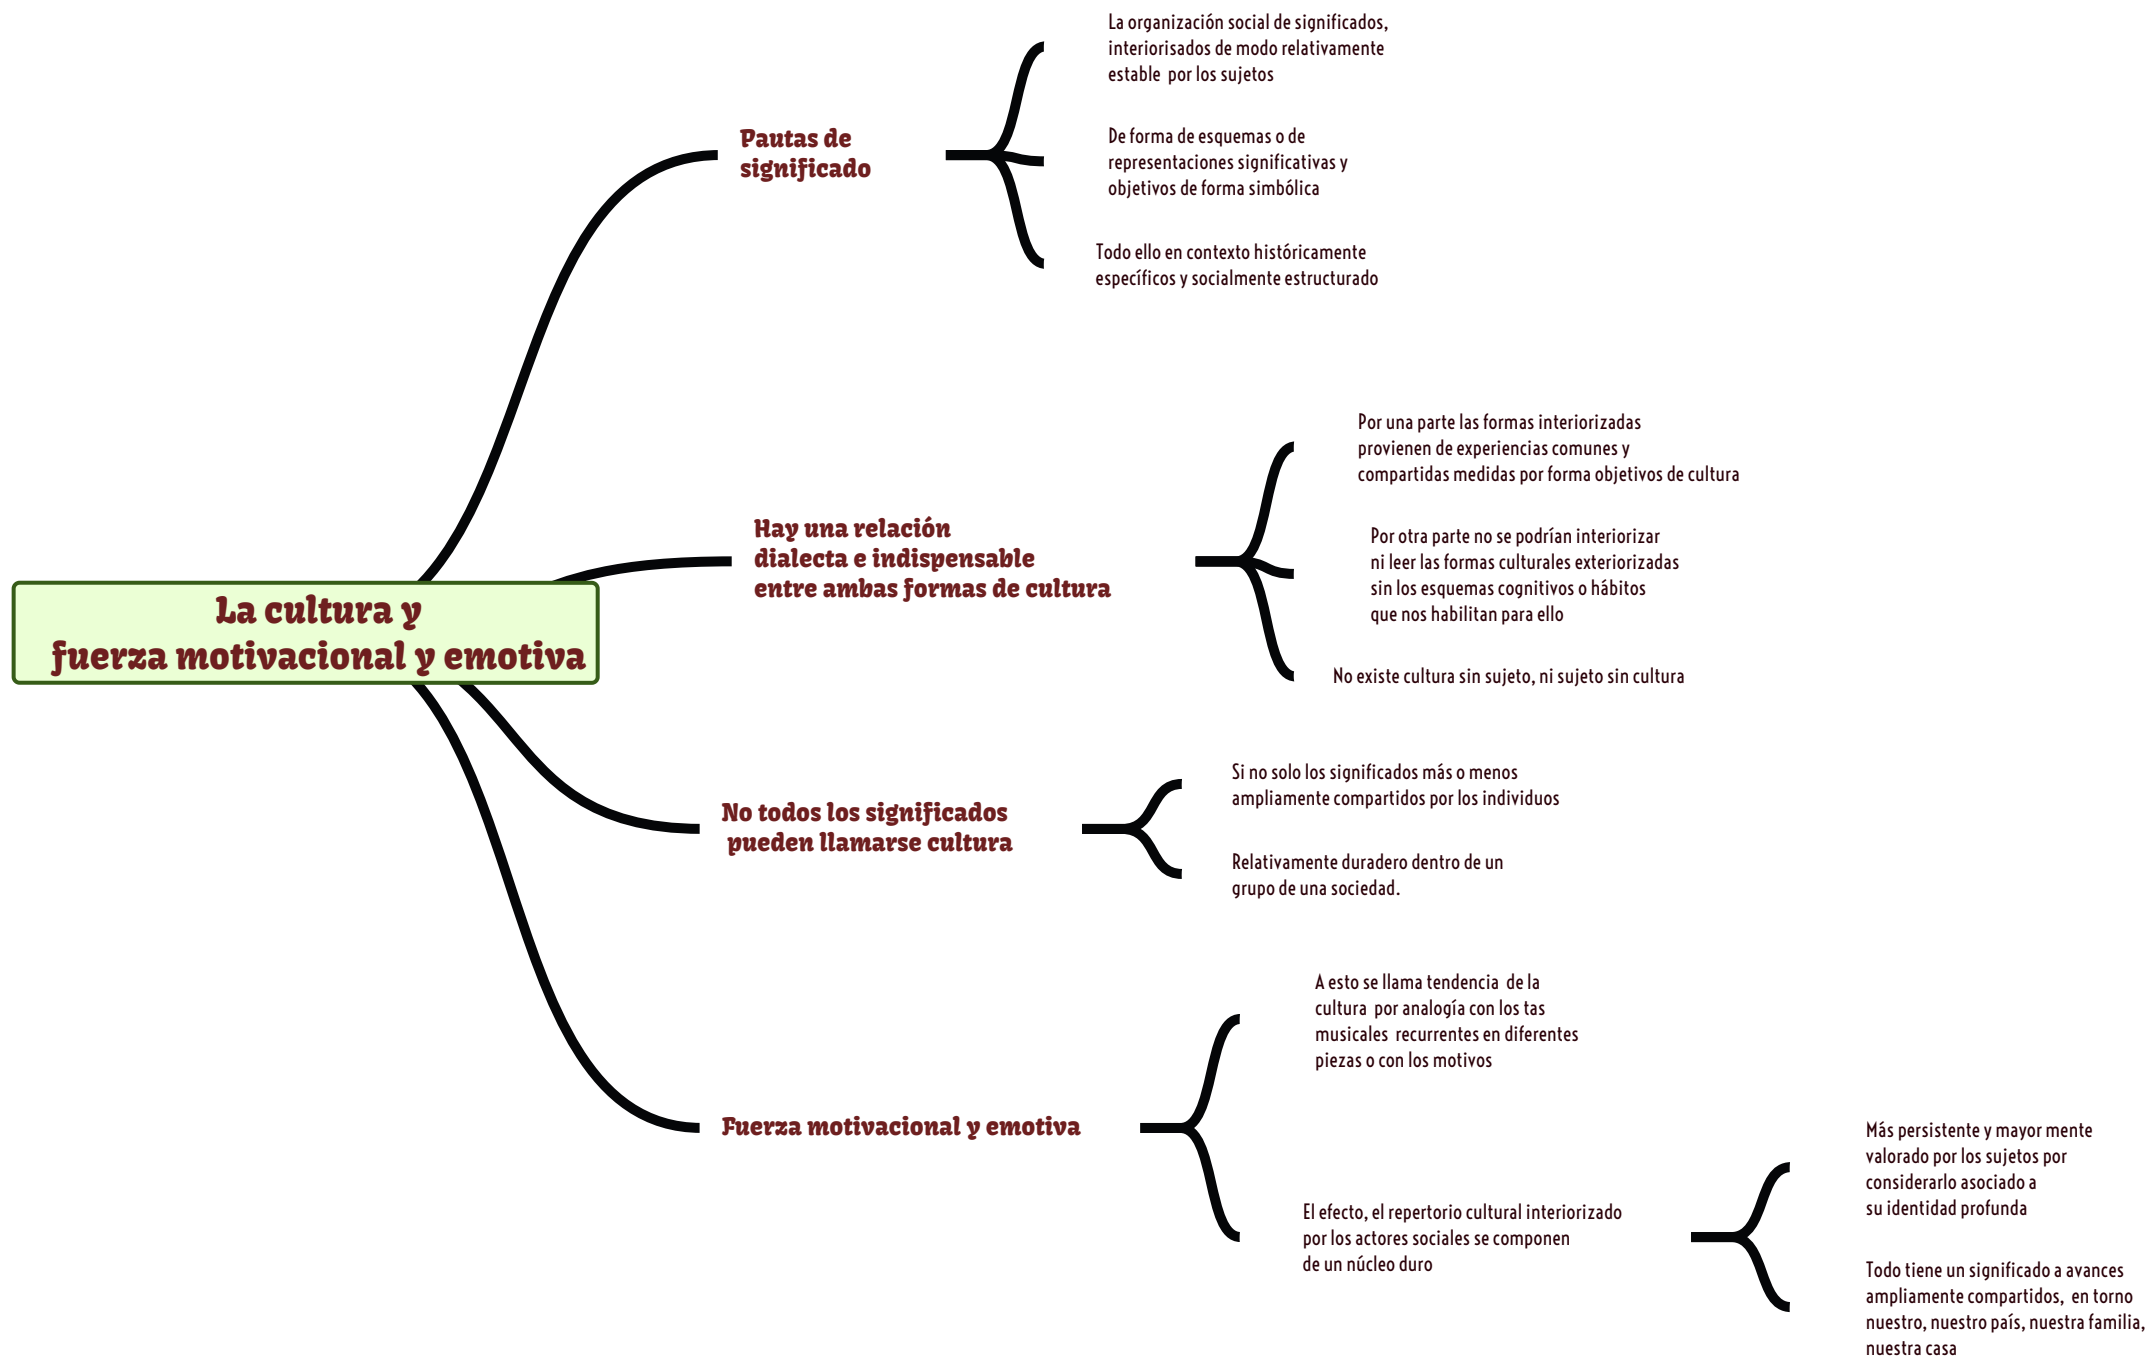 La cultura y
fuerza motivacional y emotiva
Pautas de
significado
La organización social de significados,
interiorisados de modo relativamente
estable por los sujetos
De forma de esquemas o de
representaciones significativas y
objetivos de forma simbólica
Todo ello en contexto históricamente
específicos y socialmente estructurado
Hay una relación
dialecta e indispensable
entre ambas formas de cultura
Por una parte las formas interiorizadas
provienen de experiencias comunes y
compartidas medidas por forma objetivos de cultura
Por otra parte no se podrían interiorizar
ni leer las formas culturales exteriorizadas
sin los esquemas cognitivos o hábitos
que nos habilitan para ello
No existe cultura sin sujeto, ni sujeto sin cultura
No todos los significados
pueden llamarse cultura
Si no solo los significados más o menos
ampliamente compartidos por los individuos
Relativamente duradero dentro de un
grupo de una sociedad.
Fuerza motivacional y emotiva
A esto se llama tendencia de la
cultura por analogía con los tas
musicales recurrentes en diferentes
piezas o con los motivos
El efecto, el repertorio cultural interiorizado
por los actores sociales se componen
de un núcleo duro
Más persistente y mayor mente
valorado por los sujetos por
considerarlo asociado a
su identidad profunda
Todo tiene un significado a avances
ampliamente compartidos, en torno
nuestro, nuestro país, nuestra familia,
nuestra casa